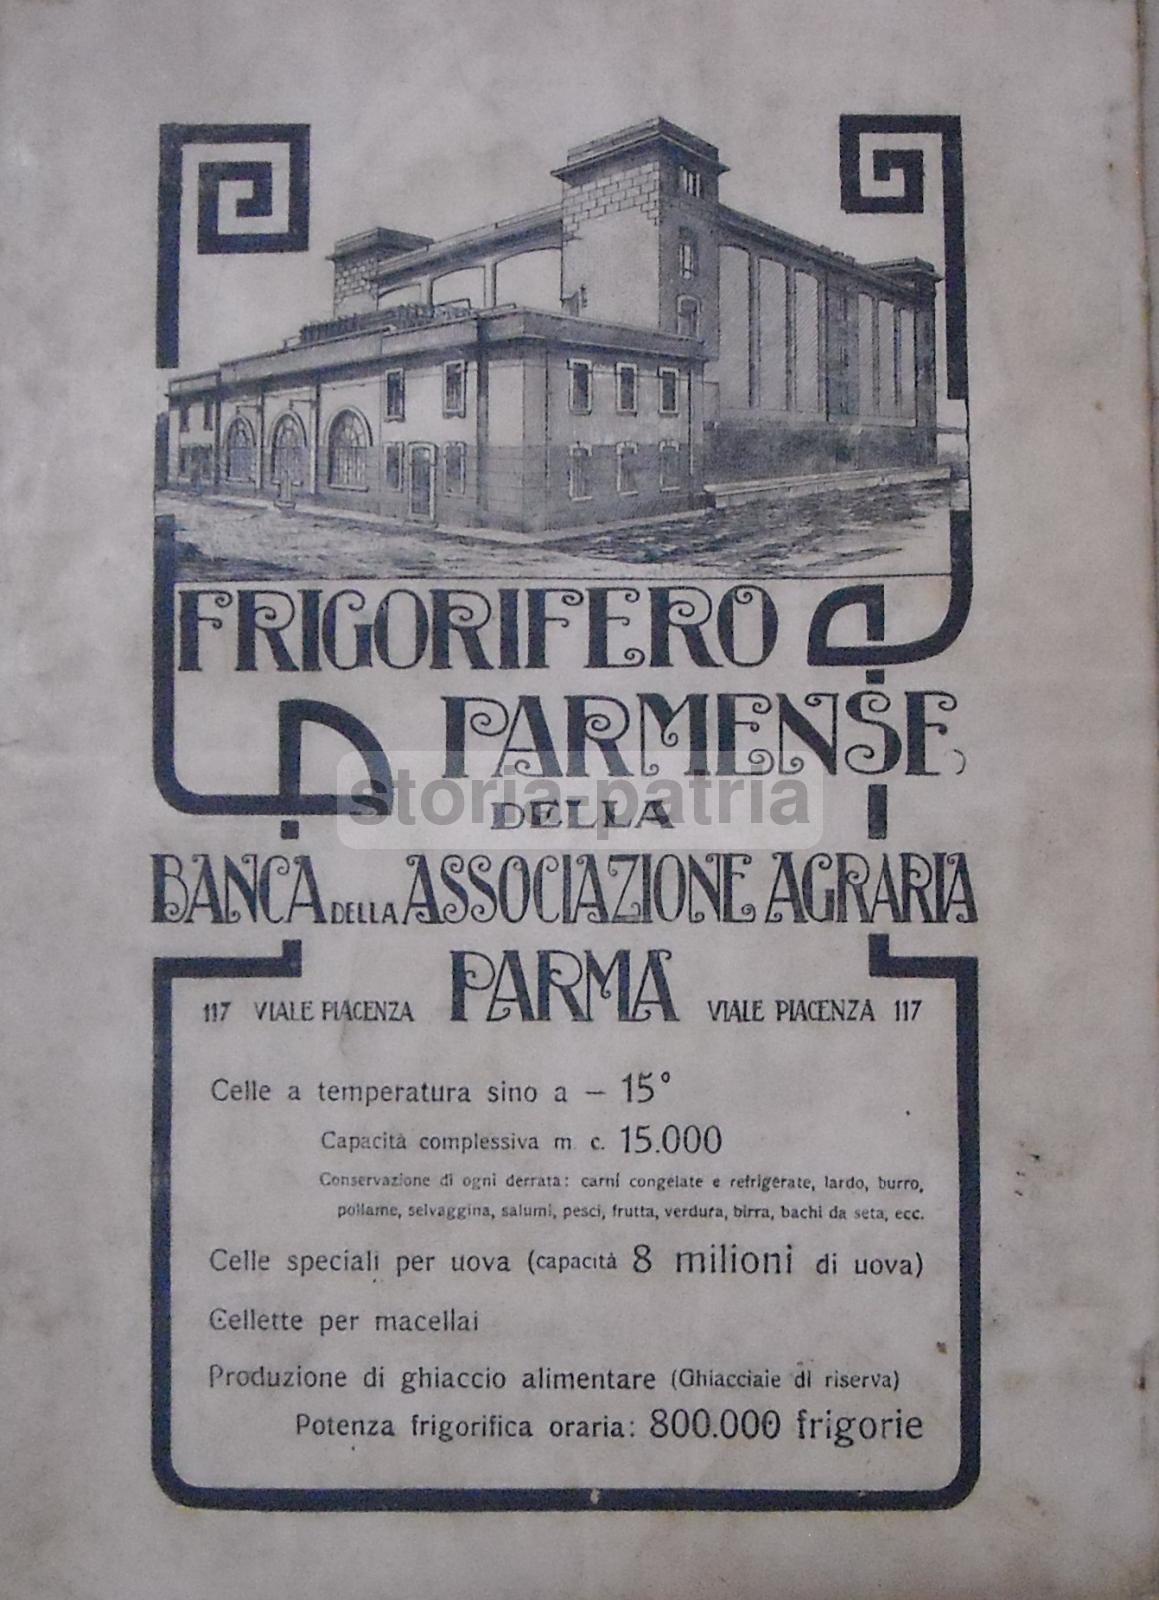 FRIGORIFERO
PARMENSE
DELLA
BANCA DELLA ASSOCIAZIONE AGRARIA
PARMA
117 VIALE PIACENZA VIALE PIACENZA 117
Celle a temperatura sino a – 15°
Capacità complessiva m. c. 15.000
Conservazione di ogni derrata: carni congelate e refrigerate, lardo, burro,
pollame, selvaggina, salumi, pesci, frutta, verdura, birra, bachi da seta, ecc.
Celle speciali per uova (capacità 8 milioni di uova)
Cellette per macellai
Produzione di ghiaccio alimentare (Ghiacciaie di riserva)
Potenza frigorifica oraria: 800.000 frigorie
storia-patria